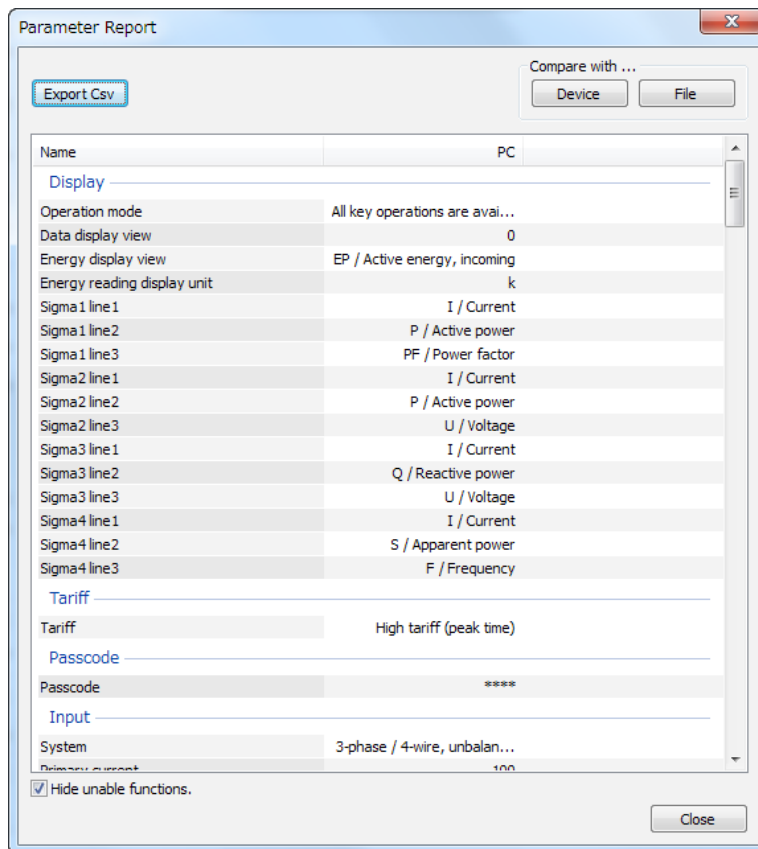 Parameter Report
Compare with ...
Export Csv Device File
Name PC
Display
Operation mode All key operations are avai...
Data display view 0
Energy display view EP / Active energy, incoming
Energy reading display unit k
Sigma1 line1 I / Current
Sigma1 line2 P / Active power
Sigma1 line3 PF / Power factor
Sigma2 line1 I / Current
Sigma2 line2 P / Active power
Sigma2 line3 U / Voltage
Sigma3 line1 I / Current
Sigma3 line2 Q / Reactive power
Sigma3 line3 U / Voltage
Sigma4 line1 I / Current
Sigma4 line2 S / Apparent power
Sigma4 line3 F / Frequency
Tariff
Tariff High tariff (peak time)
Passcode
Passcode ****
Input
System 3-phase / 4-wire, unbalan...
Primary current 100
Hide unable functions.
Close